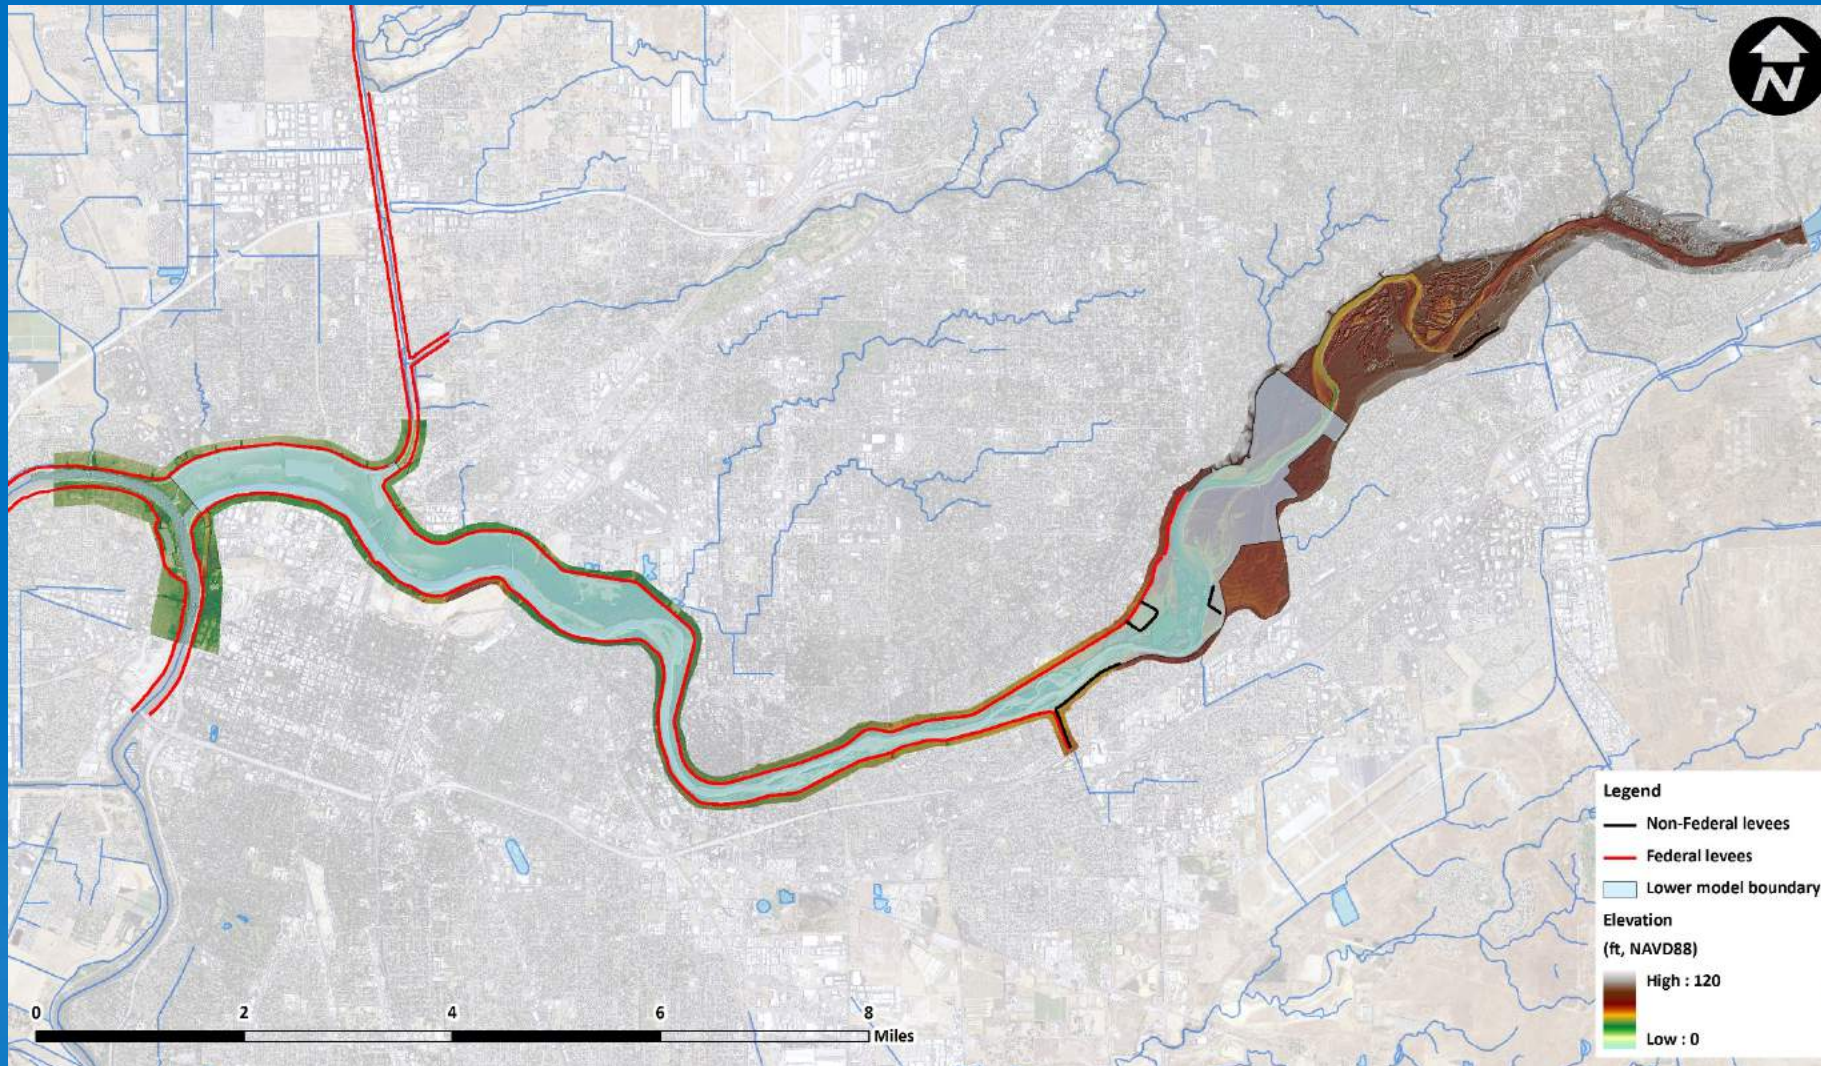 N
Legend
Non-Federal levees
Federal levees
Lower model boundary
Elevation
(ft, NAVD88)
High : 120
Low : 0
0 2 4 6 8
Miles